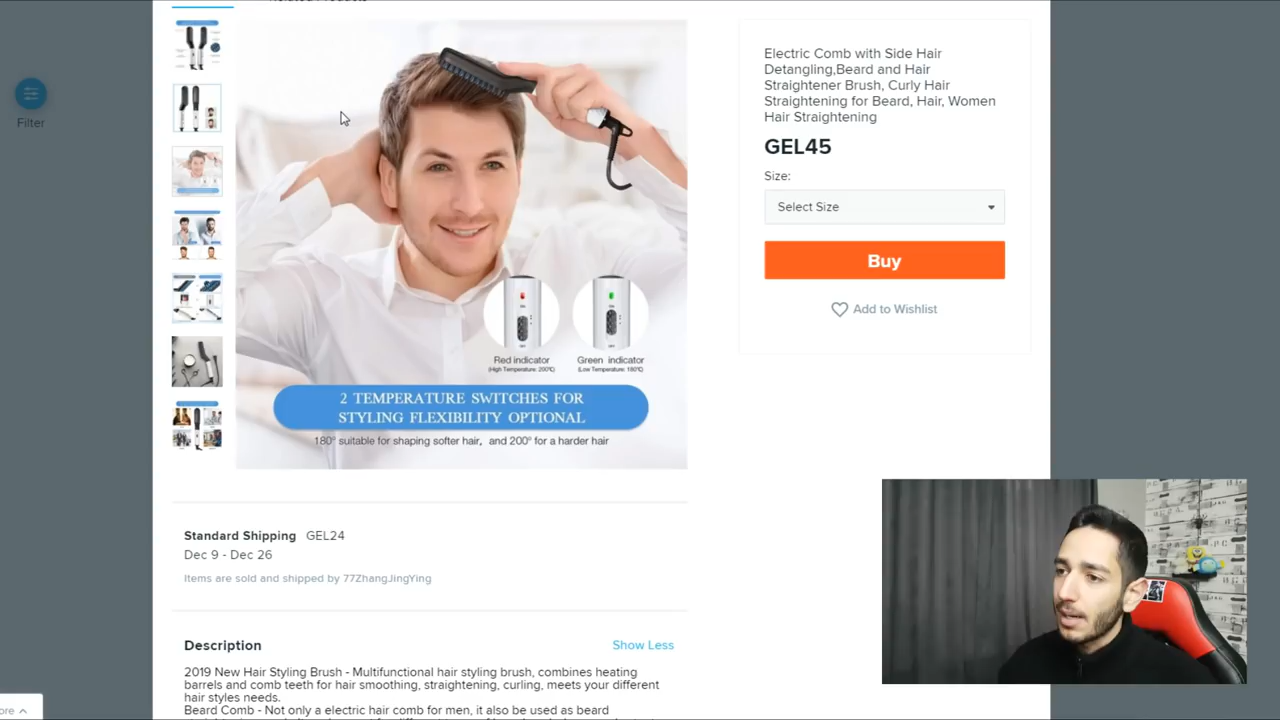 Filter
Electric Comb with Side Hair
Detangling,Beard and Hair
Straightener Brush, Curly Hair
Straightening for Beard, Hair, Women
Hair Straightening
GEL45
Size:
Select Size
Buy
Add to Wishlist
Red indicator
(High Temperature: 200℃)
Green indicator
(Low Temperature: 180℃)
2 TEMPERATURE SWITCHES FOR
STYLING FLEXIBILITY OPTIONAL
180° suitable for shaping softer hair, and 200° for a harder hair
Standard Shipping GEL24
Dec 9 - Dec 26
Items are sold and shipped by 77ZhangJingYing
Description
Show Less
2019 New Hair Styling Brush - Multifunctional hair styling brush, combines heating
barrels and comb teeth for hair smoothing, straightening, curling, meets your different
hair styles needs.
Beard Comb - Not only a electric hair comb for men, it also be used as beard